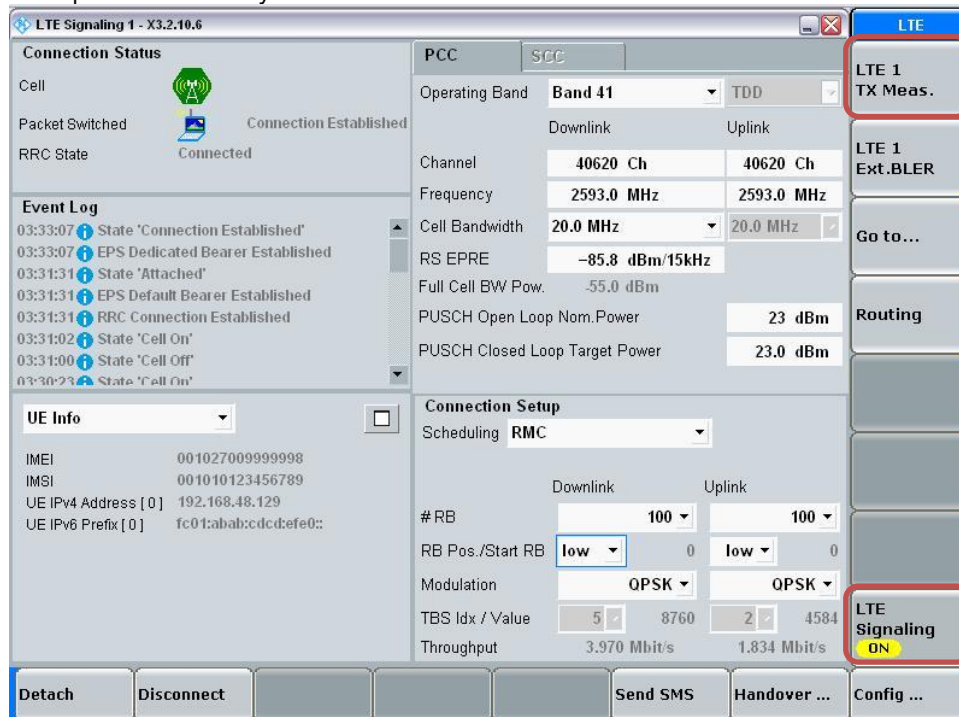 LTE Signaling 1 - X3.2.10.6
LTE
Connection Status
Cell
Packet Switched Connection Established
RRC State Connected
Event Log
03:33:07 State 'Connection Established'
03:33:07 EPS Dedicated Bearer Established
03:31:31 State 'Attached'
03:31:31 EPS Default Bearer Established
03:31:31 RRC Connection Established
03:31:02 State 'Cell On'
03:31:00 State 'Cell Off'
03:30:23 State 'Cell On'
UE Info
IMEI 001027009999998
IMSI 001010123456789
UE IPv4 Address [ 0 ] 192.168.48.129
UE IPv6 Prefix [ 0 ] fc01:abab:cdcd:efe0::
PCC SCC
Operating Band Band 41 TDD
Downlink Uplink
Channel 40620 Ch 40620 Ch
Frequency 2593.0 MHz 2593.0 MHz
Cell Bandwidth 20.0 MHz 20.0 MHz
RS EPRE -85.8 dBm/15kHz
Full Cell BW Pow. -55.0 dBm
PUSCH Open Loop Nom.Power 23 dBm
PUSCH Closed Loop Target Power 23.0 dBm
Connection Setup
Scheduling RMC
Downlink Uplink
# RB 100 100
RB Pos./Start RB low 0 low 0
Modulation QPSK QPSK
TBS Idx / Value 5 8760 2 4584
Throughput 3.970 Mbit/s 1.834 Mbit/s
LTE 1
TX Meas.
LTE 1
Ext.BLER
Go to...
Routing
LTE
Signaling
ON
Detach Disconnect Send SMS Handover ... Config ...